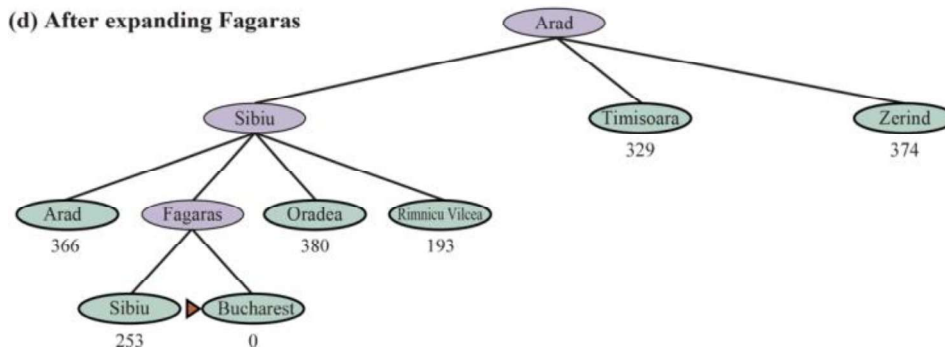 (d) After expanding Fagaras
Arad
Sibiu
Timisoara
Zerind
329
374
Arad
Fagaras
Oradea
Rimnicu Vilcea
366
380
193
Sibiu
Bucharest
253
0